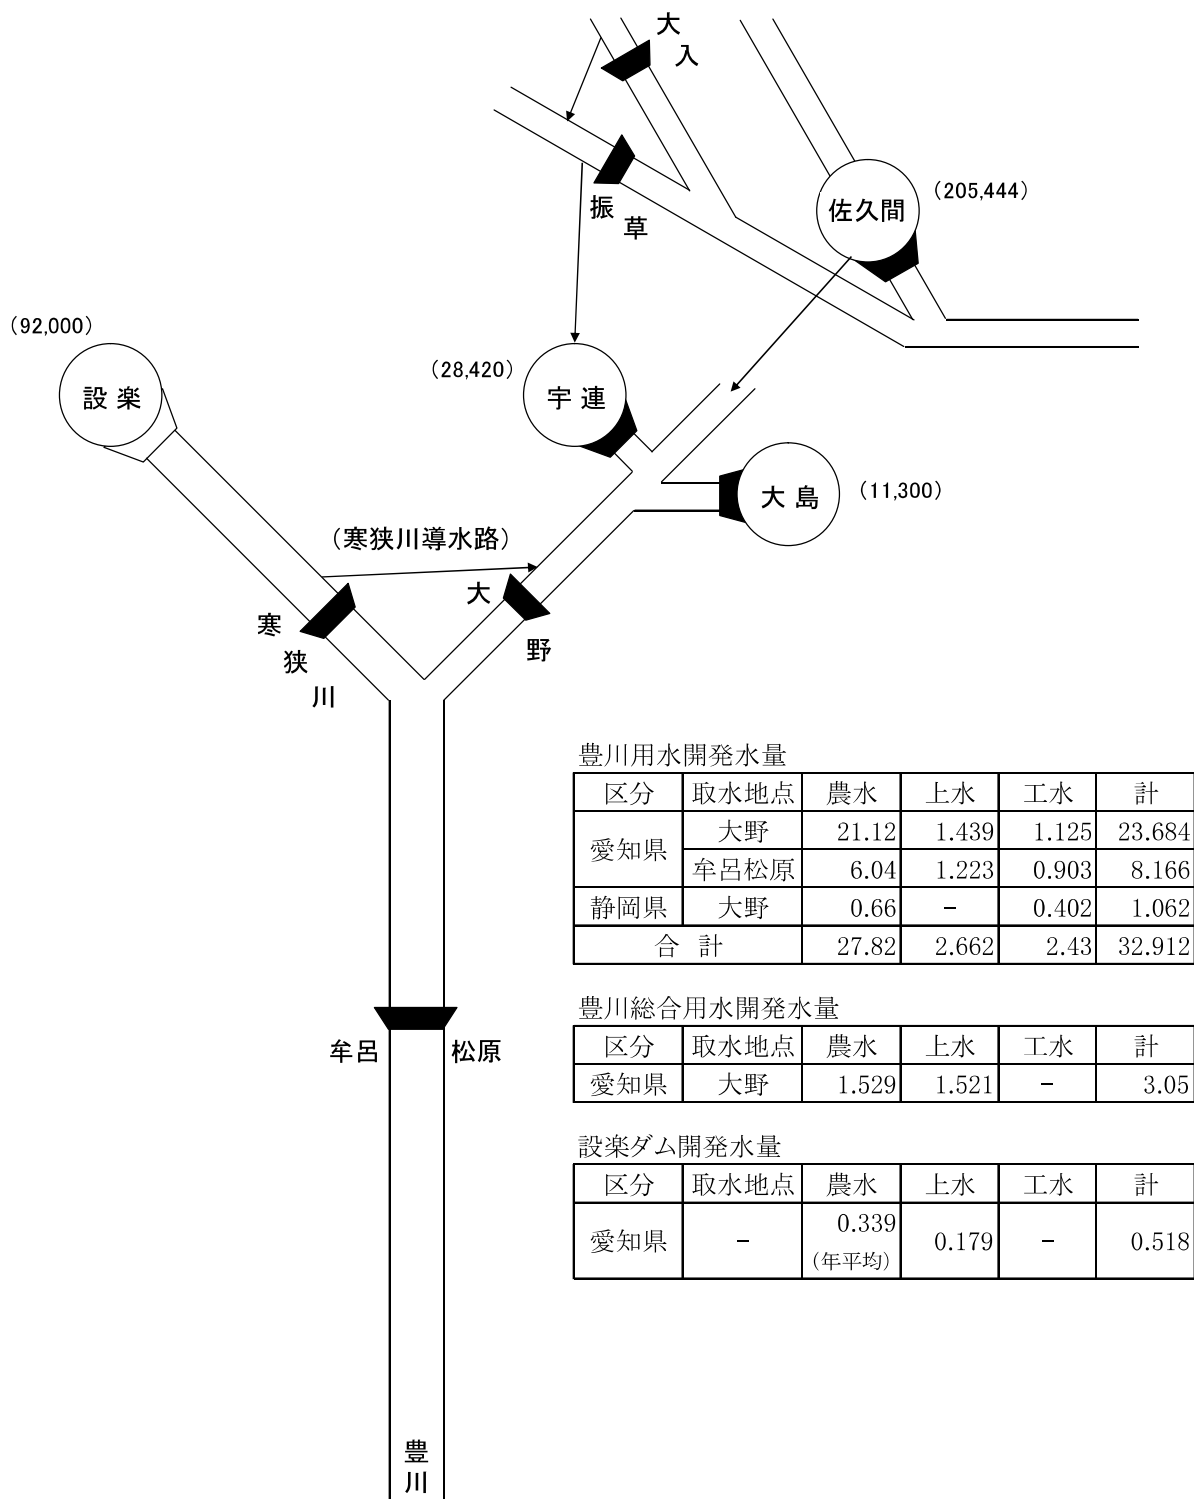 大入
振草
佐久間
（205,444）
（92,000）
設楽
（28,420）
宇連
大島
（11,300）
（寒狭川導水路）
寒狭川
大野
牟呂 松原
豊川
豊川用水開発水量
区分 取水地点 農水 上水 工水 計
愛知県 大野 21.12 1.439 1.125 23.684
牟呂松原 6.04 1.223 0.903 8.166
静岡県 大野 0.66 − 0.402 1.062
合 計 27.82 2.662 2.43 32.912
豊川総合用水開発水量
区分 取水地点 農水 上水 工水 計
愛知県 大野 1.529 1.521 − 3.05
設楽ダム開発水量
区分 取水地点 農水 上水 工水 計
愛知県 − 0.339 （年平均） 0.179 − 0.518